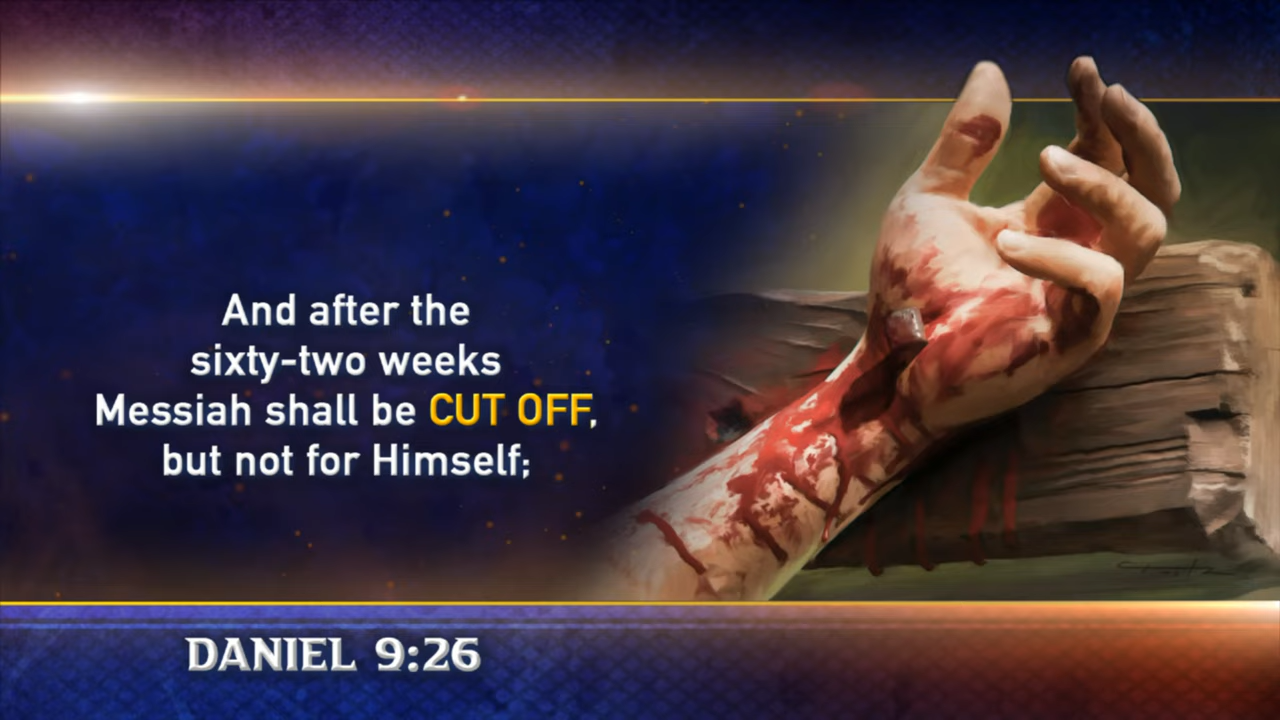 And after the
sixty-two weeks
Messiah shall be CUT OFF,
but not for Himself;
DANIEL 9:26